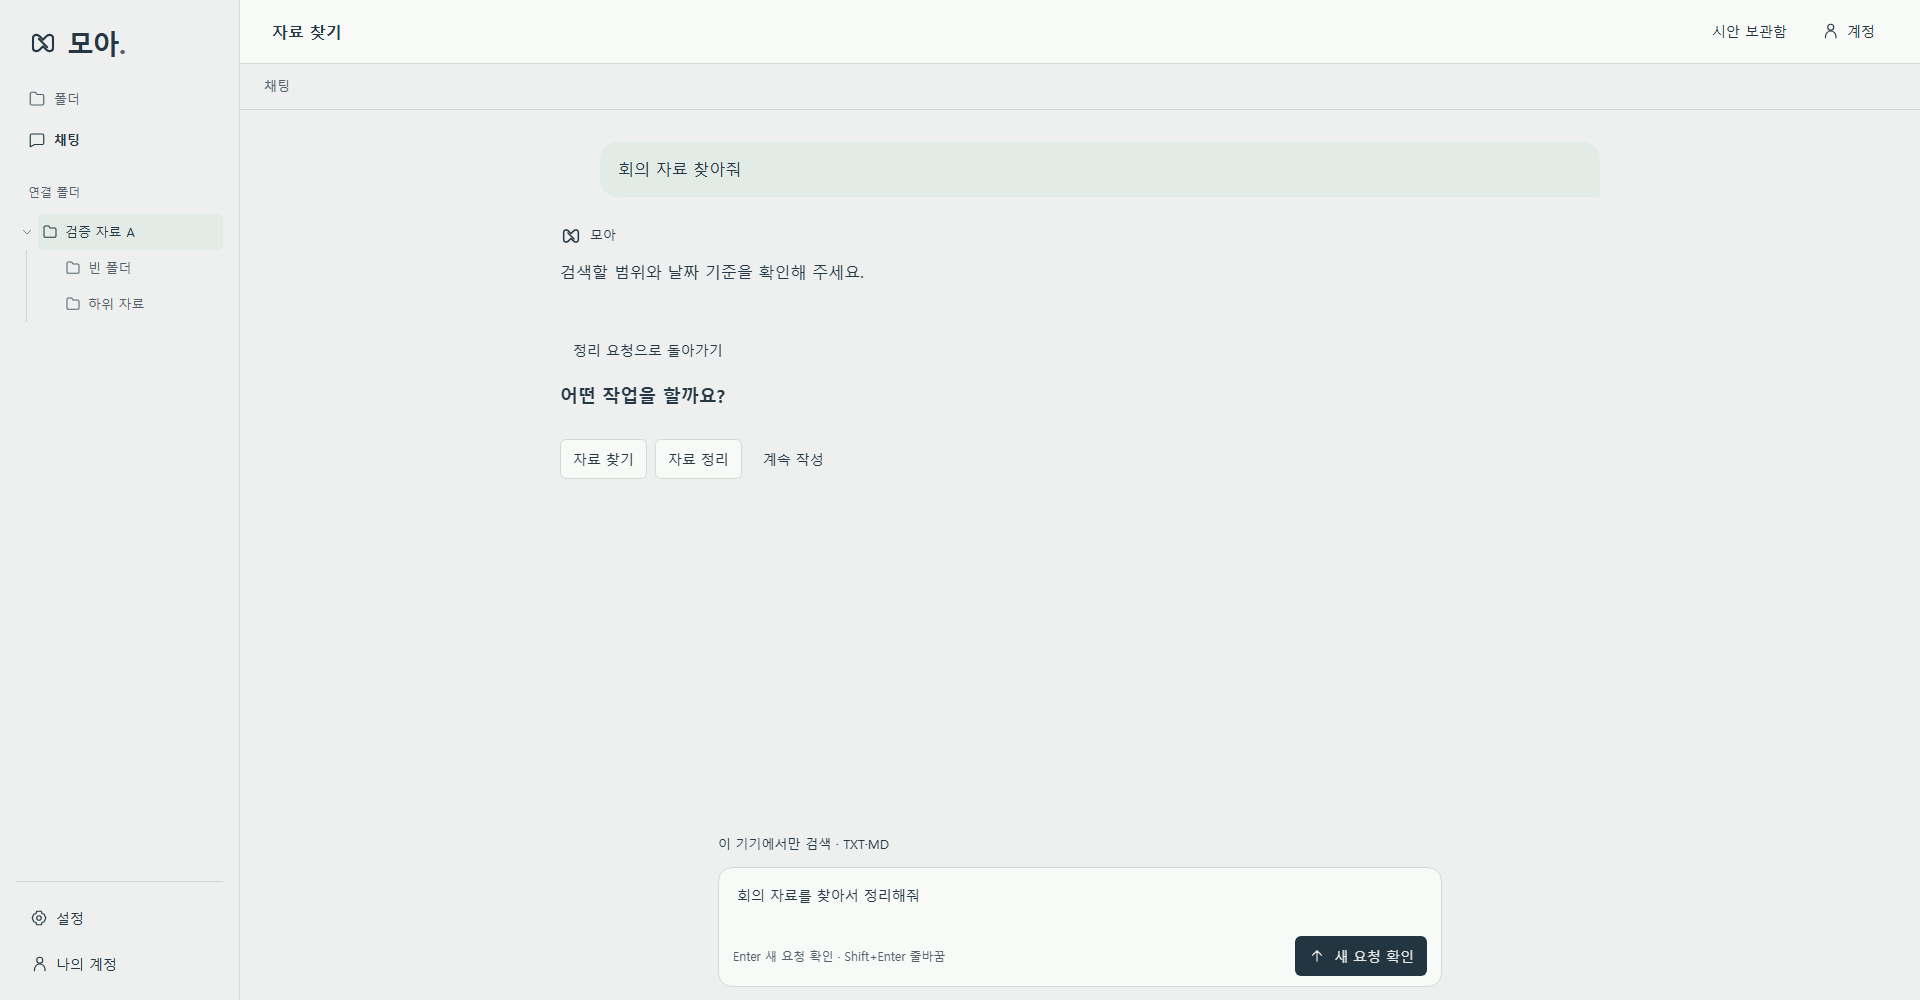 모아.
폴더
채팅
연결 폴더
검증 자료 A
빈 폴더
하위 자료
설정
나의 계정
자료 찾기
시안 보관함
계정
채팅
회의 자료 찾아줘
모아
검색할 범위와 날짜 기준을 확인해 주세요.
정리 요청으로 돌아가기
어떤 작업을 할까요?
자료 찾기
자료 정리
계속 작성
이 기기에서만 검색 · TXT·MD
회의 자료를 찾아서 정리해줘
Enter 새 요청 확인 · Shift+Enter 줄바꿈
새 요청 확인